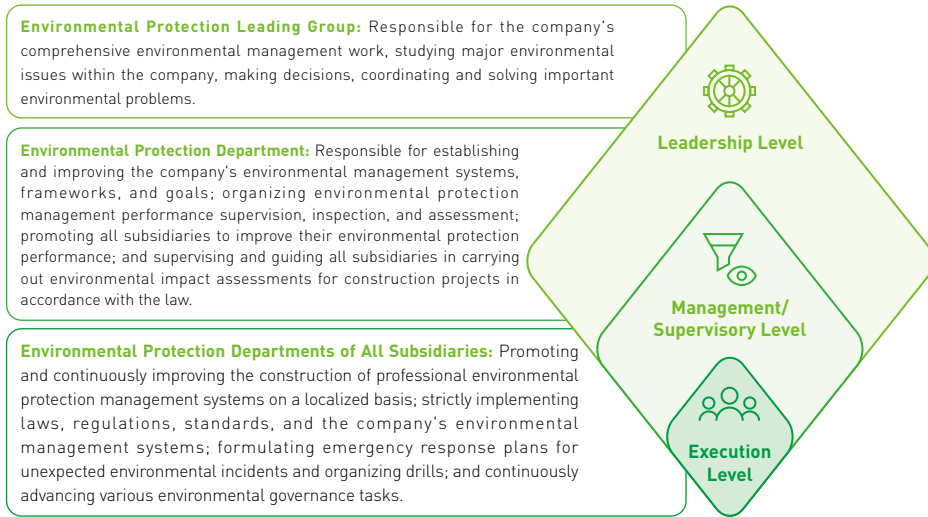 Environmental Protection Leading Group: Responsible for the company's
comprehensive environmental management work, studying major environmental
issues within the company, making decisions, coordinating and solving important
environmental problems.
Environmental Protection Department: Responsible for establishing
and improving the company's environmental management systems,
frameworks, and goals; organizing environmental protection
management performance supervision, inspection, and assessment;
promoting all subsidiaries to improve their environmental protection
performance; and supervising and guiding all subsidiaries in carrying
out environmental impact assessments for construction projects in
accordance with the law.
Environmental Protection Departments of All Subsidiaries: Promoting
and continuously improving the construction of professional environmental
protection management systems on a localized basis; strictly implementing
laws, regulations, standards, and the company's environmental
management systems; formulating emergency response plans for
unexpected environmental incidents and organizing drills; and continuously
advancing various environmental governance tasks.
Leadership Level
Management/
Supervisory Level
Execution
Level